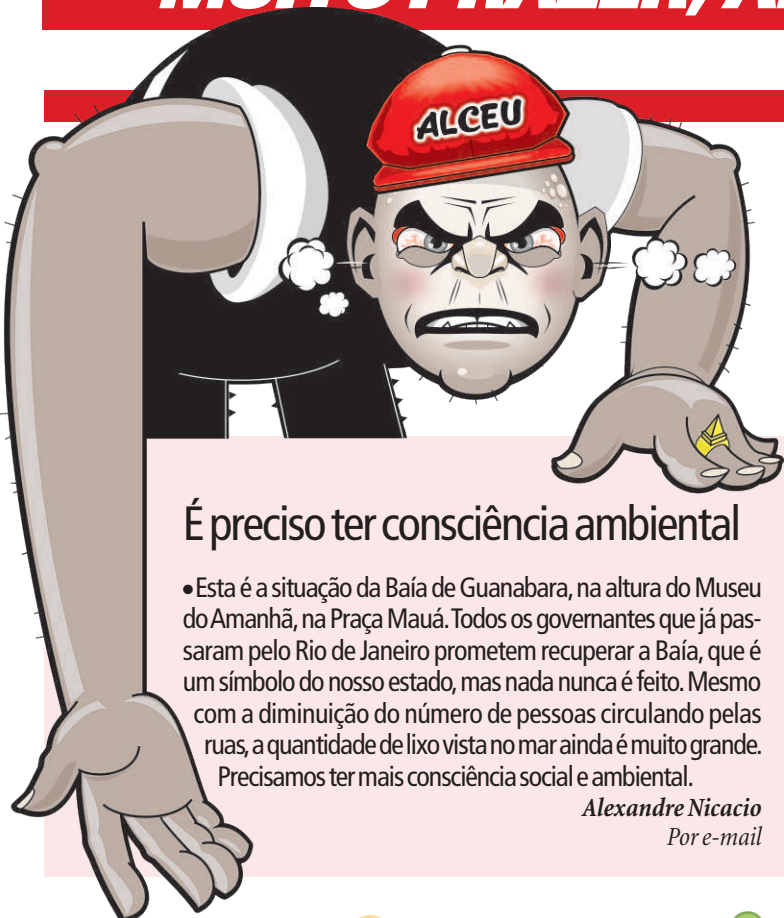 MUITO PRAZER,
ALCEU
É preciso ter consciência ambiental
• Esta é a situação da Baía de Guanabara, na altura do Museu
do Amanhã, na Praça Mauá. Todos os governantes que já pas-
saram pelo Rio de Janeiro prometem recuperar a Baía, que é
um símbolo do nosso estado, mas nada nunca é feito. Mesmo
com a diminuição do número de pessoas circulando pelas
ruas, a quantidade de lixo vista no mar ainda é muito grande.
Precisamos ter mais consciência social e ambiental.
Alexandre Nicacio
Por e-mail